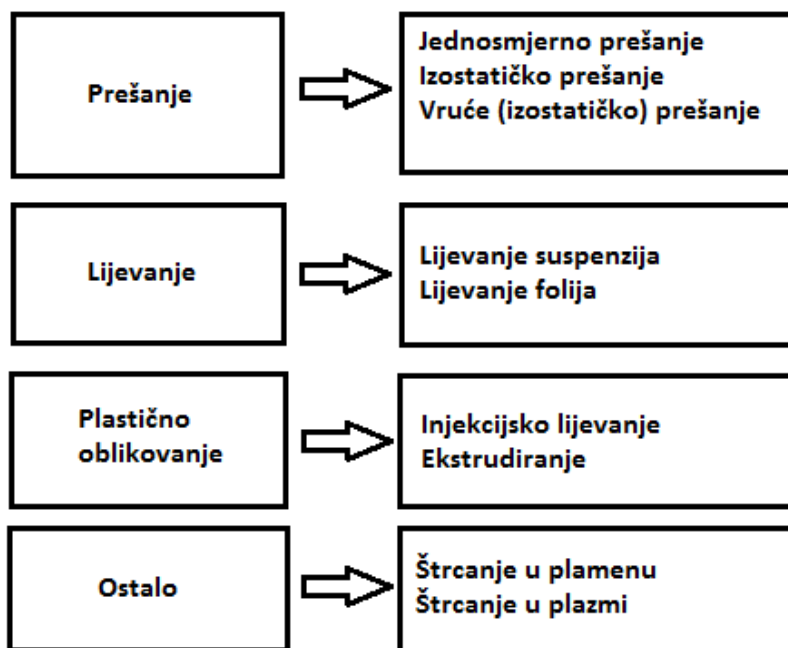 Prešanje
Jednosmjerno prešanje
Izostatičko prešanje
Vruće (izostatičko) prešanje
Lijevanje
Lijevanje suspenzija
Lijevanje folija
Plastično
oblikovanje
Injekcijsko lijevanje
Ekstrudiranje
Ostalo
Štrcanje u plamenu
Štrcanje u plazmi